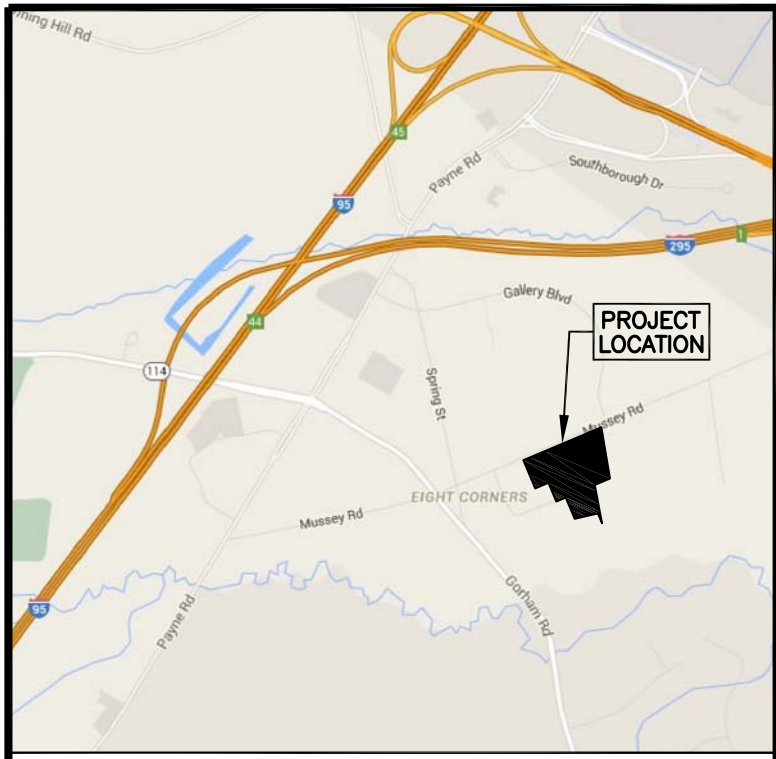 ning Hill Rd
45
Payne Rd
Southborough Dr
95
295
1
Gallery Blvd
44
PROJECT
LOCATION
114
Spring St
Mussey Rd
EIGHT CORNERS
Mussey Rd
95
Gorham Rd
Payne Rd